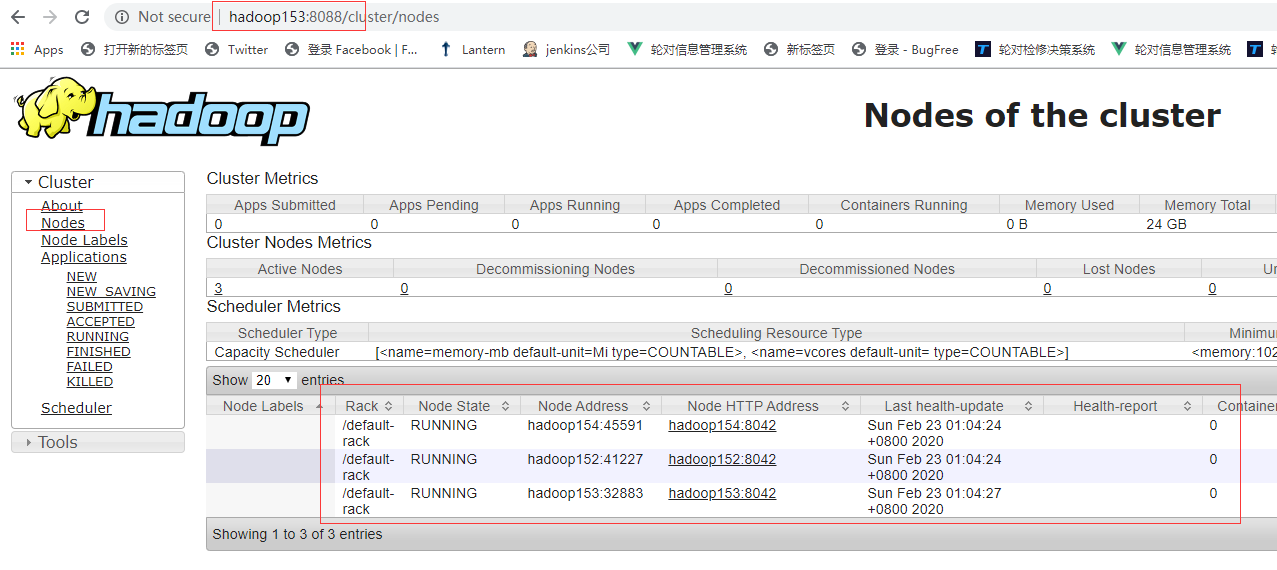 Not secure hadoop153:8088/cluster/nodes
Apps 打开新的标签页 Twitter 登录 Facebook | F... Lantern jenkins公司 轮对信息管理系统 新标签页 登录 - BugFree 轮对检修决策系统 轮对信息管理系统
hadoop
Nodes of the cluster
Cluster
About
Nodes
Node Labels
Applications
NEW
NEW_SAVING
SUBMITTED
ACCEPTED
RUNNING
FINISHED
FAILED
KILLED
Scheduler
Tools
Cluster Metrics
Apps Submitted Apps Pending Apps Running Apps Completed Containers Running Memory Used Memory Total
0 0 0 0 0 0 B 24 GB
Cluster Nodes Metrics
Active Nodes Decommissioning Nodes Decommissioned Nodes Lost Nodes
3 0 0 0 0
Scheduler Metrics
Scheduler Type Scheduling Resource Type Minimum
Capacity Scheduler [<name=memory-mb default-unit=Mi type=COUNTABLE>, <name=vcores default-unit= type=COUNTABLE>] <memory:102
Show 20 entries
Node Labels Rack Node State Node Address Node HTTP Address Last health-update Health-report Container
/default-rack RUNNING hadoop154:45591 hadoop154:8042 Sun Feb 23 01:04:24 +0800 2020 0
/default-rack RUNNING hadoop152:41227 hadoop152:8042 Sun Feb 23 01:04:24 +0800 2020 0
/default-rack RUNNING hadoop153:32883 hadoop153:8042 Sun Feb 23 01:04:27 +0800 2020 0
Showing 1 to 3 of 3 entries